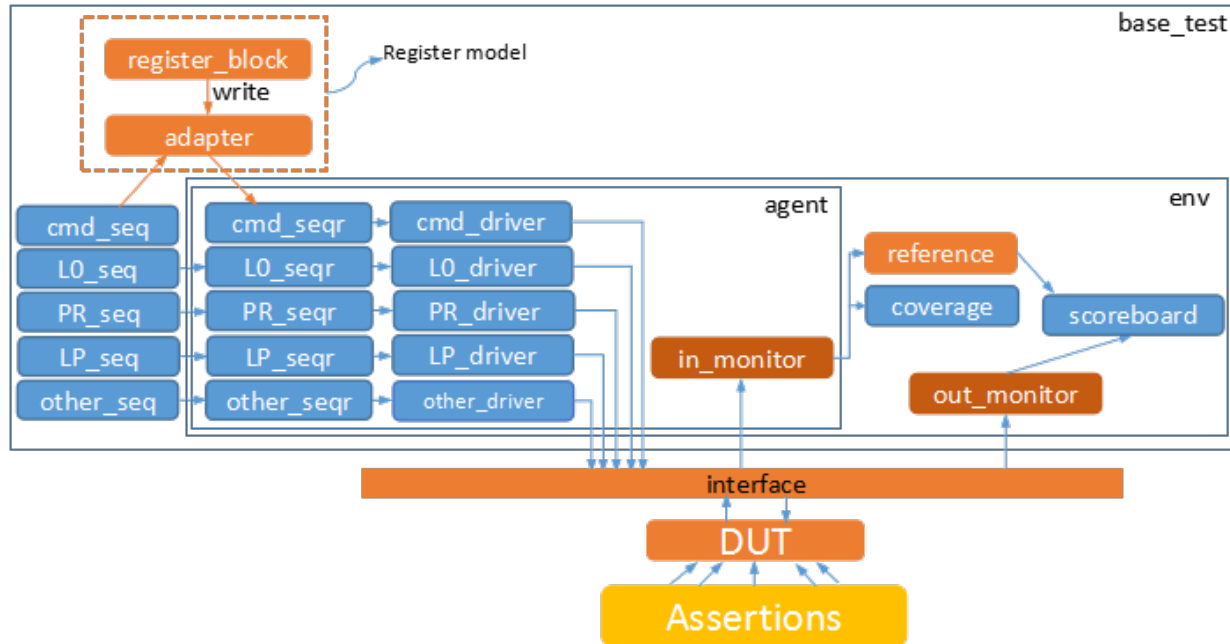 base_test
register_block
Register model
write
adapter
env
agent
cmd_seq
cmd_seqr
cmd_driver
L0_seq
L0_seqr
L0_driver
reference
PR_seq
PR_seqr
PR_driver
coverage
scoreboard
LP_seq
LP_seqr
LP_driver
in_monitor
other_seq
other_seqr
other_driver
out_monitor
interface
DUT
Assertions